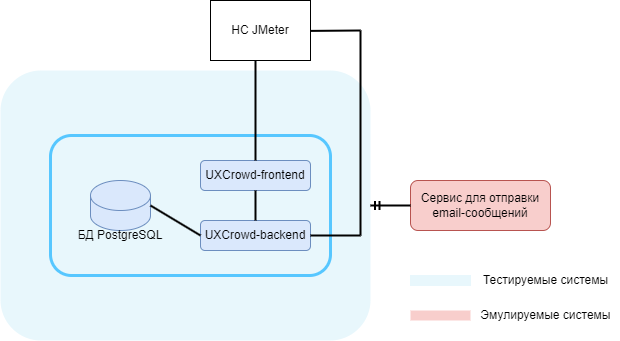 НС JMeter
UXCrowd-frontend
Сервис для отправки
email-сообщений
БД PostgreSQL
UXCrowd-backend
Тестируемые системы
Эмулируемые системы